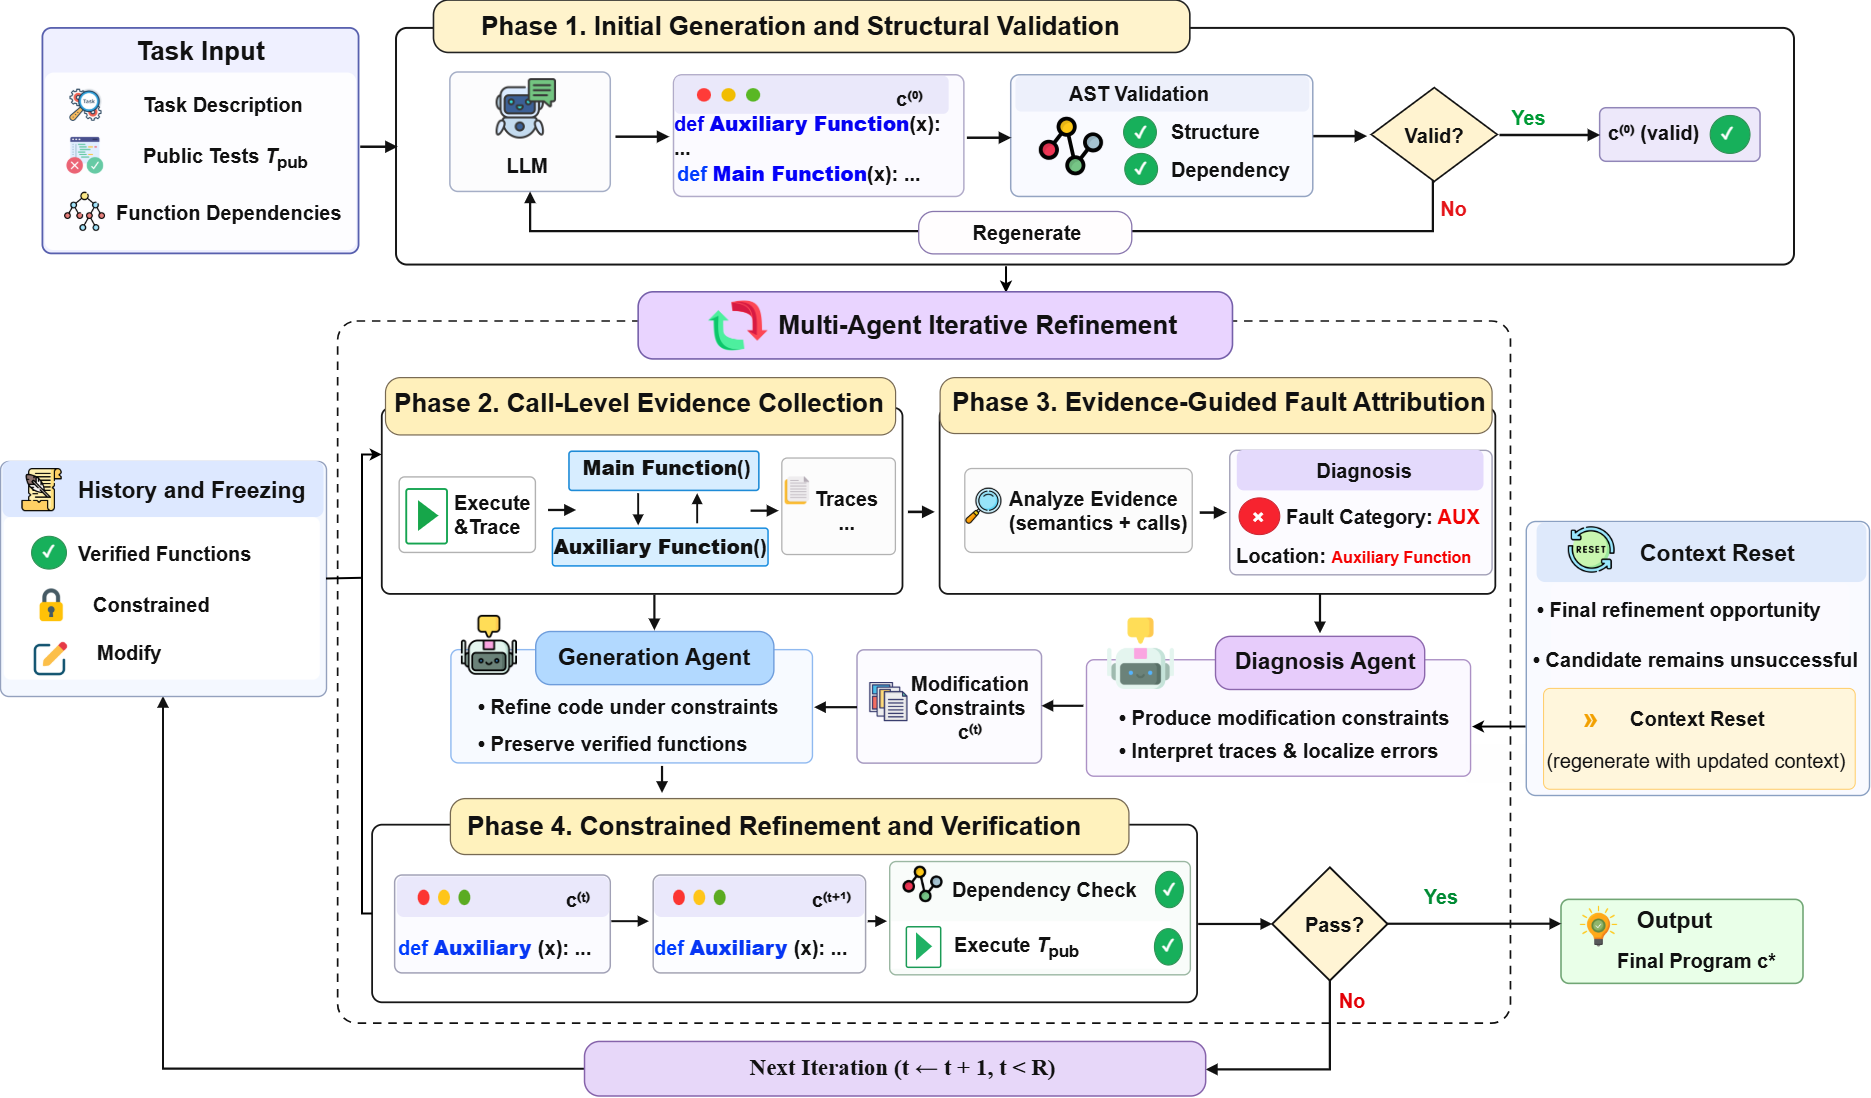 Task Input
Task Description
Public Tests Tpub
Function Dependencies
Phase 1. Initial Generation and Structural Validation
LLM
c⁽⁰⁾
def Auxiliary Function(x):
...
def Main Function(x): ...
AST Validation
Structure
Dependency
Valid?
Yes
c⁽⁰⁾ (valid)
No
Regenerate
Multi-Agent Iterative Refinement
Phase 2. Call-Level Evidence Collection
Execute
&Trace
Main Function()
Auxiliary Function()
Traces
...
Phase 3. Evidence-Guided Fault Attribution
Analyze Evidence
(semantics + calls)
Diagnosis
Fault Category: AUX
Location: Auxiliary Function
History and Freezing
Verified Functions
Constrained
Modify
Generation Agent
• Refine code under constraints
• Preserve verified functions
Modification
Constraints
c⁽ᵗ⁾
Diagnosis Agent
• Produce modification constraints
• Interpret traces & localize errors
RESET
Context Reset
• Final refinement opportunity
• Candidate remains unsuccessful
» Context Reset
(regenerate with updated context)
Phase 4. Constrained Refinement and Verification
c⁽ᵗ⁾
def Auxiliary (x): ...
c⁽ᵗ⁺¹⁾
def Auxiliary (x): ...
Dependency Check
Execute Tpub
Pass?
Yes
No
Output
Final Program c*
Next Iteration (t ← t + 1, t < R)
Task